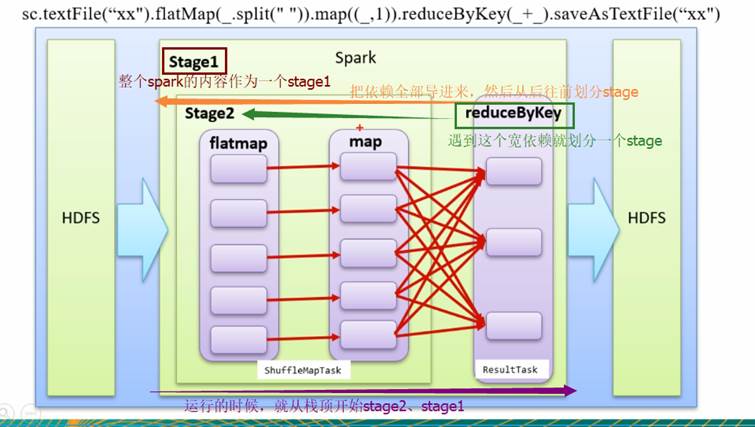 sc.textFile(“xx").flatMap(_.split(" ")).map((_,1)).reduceByKey(_+_).saveAsTextFile(“xx")
Spark
Stage1
整个spark的内容作为一个stage1
把依赖全部导进来，然后从后往前划分stage
Stage2
reduceByKey
遇到这个宽依赖就划分一个stage
flatmap
map
HDFS
HDFS
ShuffleMapTask
ResultTask
运行的时候，就从栈顶开始stage2、stage1